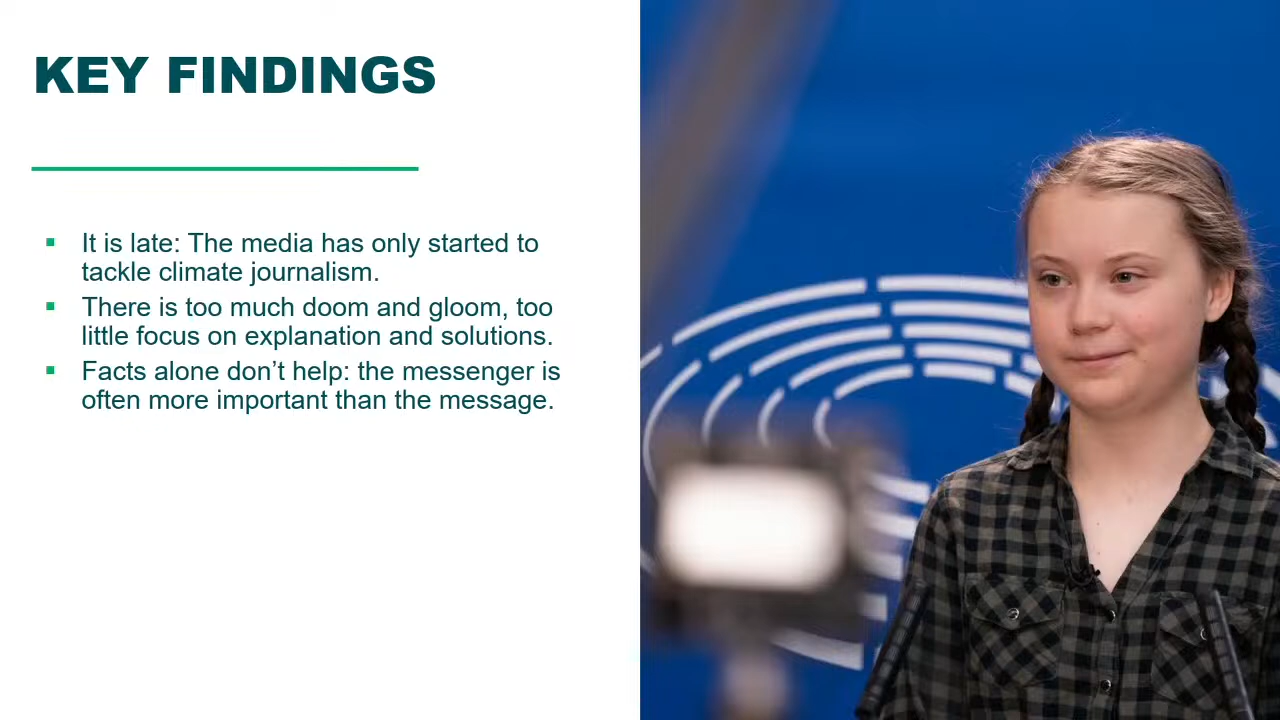 KEY FINDINGS
It is late: The media has only started to
tackle climate journalism.
There is too much doom and gloom, too
little focus on explanation and solutions.
Facts alone don’t help: the messenger is
often more important than the message.